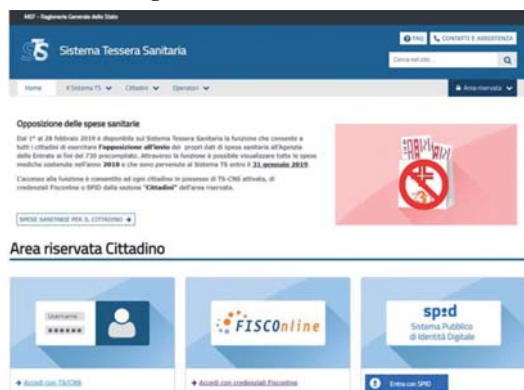 MEF - Ragioneria Generale dello Stato
FAQ
CONTATTI E ASSISTENZA
TS Sistema Tessera Sanitaria
Cerca nel sito...
Home Il Sistema TS Cittadini Operatori Area riservata
Opposizione delle spese sanitarie
Dal 1° al 28 febbraio 2019 è disponibile sul Sistema Tessera Sanitaria la funzione che consente a
tutti i cittadini di esercitare l'opposizione all'invio dei propri dati di spesa sanitaria all'Agenzia
delle Entrate ai fini del 730 precompilato. Attraverso la funzione è possibile visualizzare tutte le spese
mediche sostenute nell'anno 2018 e che sono pervenute al Sistema TS entro il 31 gennaio 2019.
L'accesso alla funzione è consentito ad ogni cittadino in possesso di TS-CNS attivata, di
credenziali Fisconline o SPID dalla sezione "Cittadini" dell'area riservata.
SPESE SANITARIE PER IL CITTADINO
Area riservata Cittadino
Username
******
FISCOnline
spid
Sistema Pubblico
di Identità Digitale
Accedi con TS/CNS
Accedi con credenziali Fisconline
Entra con SPID